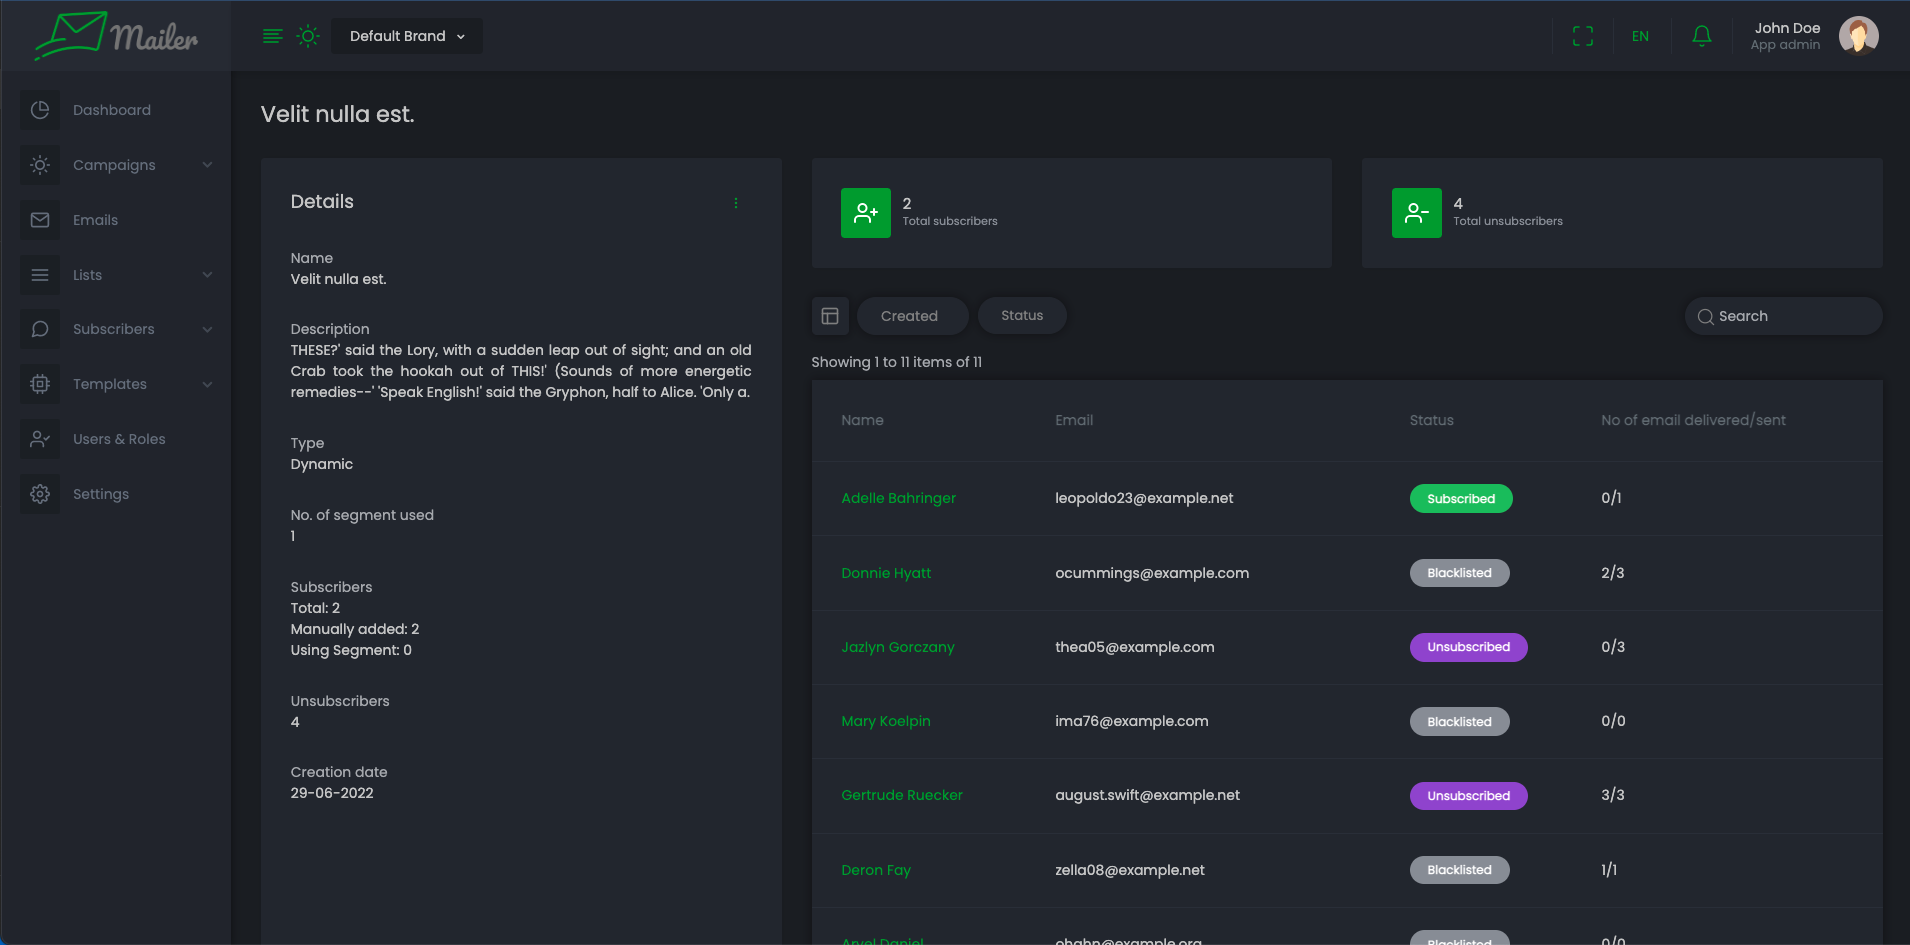 Mailer
Default Brand
EN
John Doe
App admin
Dashboard
Campaigns
Emails
Lists
Subscribers
Templates
Users & Roles
Settings
Velit nulla est.
Details
Name
Velit nulla est.
Description
THESE?' said the Lory, with a sudden leap out of sight; and an old
Crab took the hookah out of THIS!' (Sounds of more energetic
remedies--' 'Speak English!' said the Gryphon, half to Alice. 'Only a.
Type
Dynamic
No. of segment used
1
Subscribers
Total: 2
Manually added: 2
Using Segment: 0
Unsubscribers
4
Creation date
29-06-2022
2
Total subscribers
4
Total unsubscribers
Created
Status
Search
Showing 1 to 11 items of 11
Name Email Status No of email delivered/sent
Adelle Bahringer leopoldo23@example.net Subscribed 0/1
Donnie Hyatt ocummings@example.com Blacklisted 2/3
Jazlyn Gorczany thea05@example.com Unsubscribed 0/3
Mary Koelpin ima76@example.com Blacklisted 0/0
Gertrude Ruecker august.swift@example.net Unsubscribed 3/3
Deron Fay zella08@example.net Blacklisted 1/1
Arvel Daniel Blacklisted 0/0